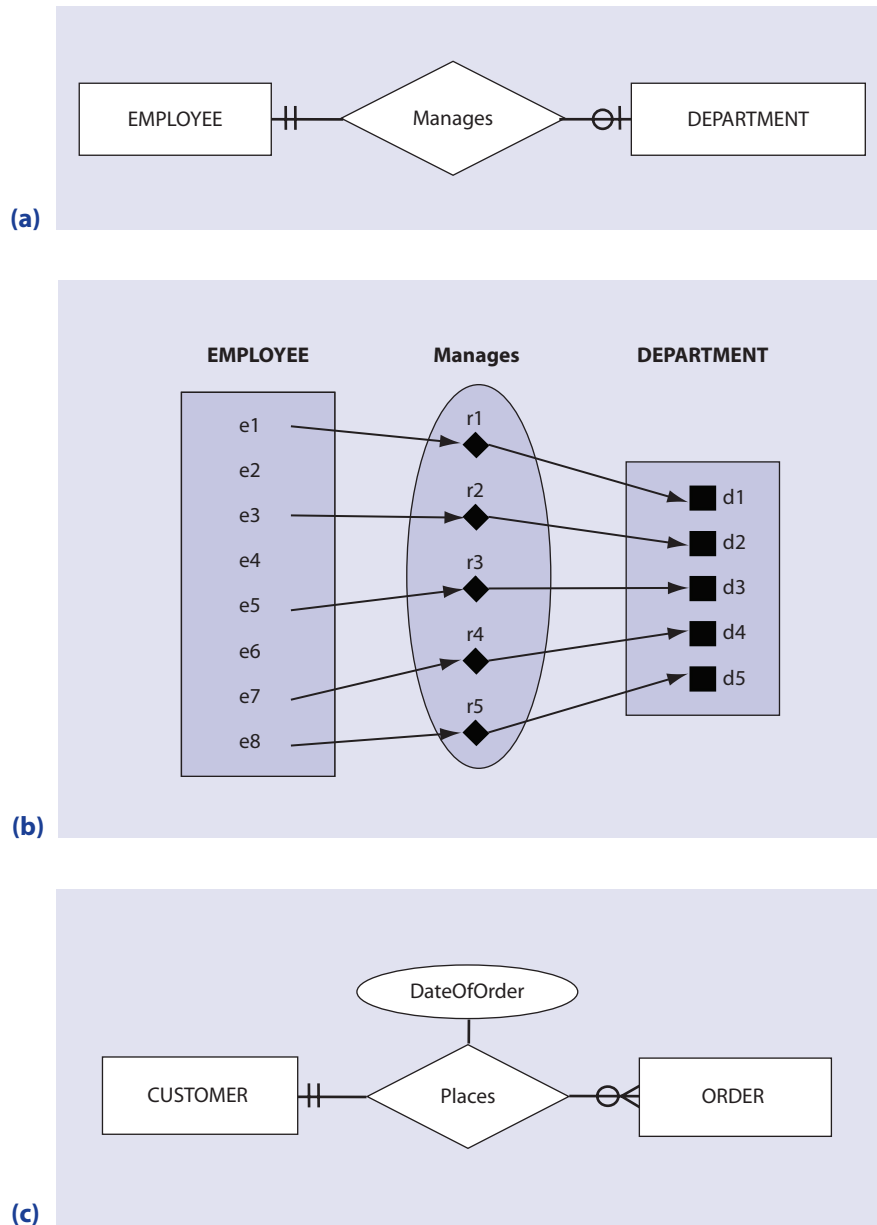 EMPLOYEE Manages DEPARTMENT
(a)
EMPLOYEE Manages DEPARTMENT
e1
e2
e3
e4
e5
e6
e7
e8
r1
r2
r3
r4
r5
d1
d2
d3
d4
d5
(b)
DateOfOrder
CUSTOMER Places ORDER
(c)